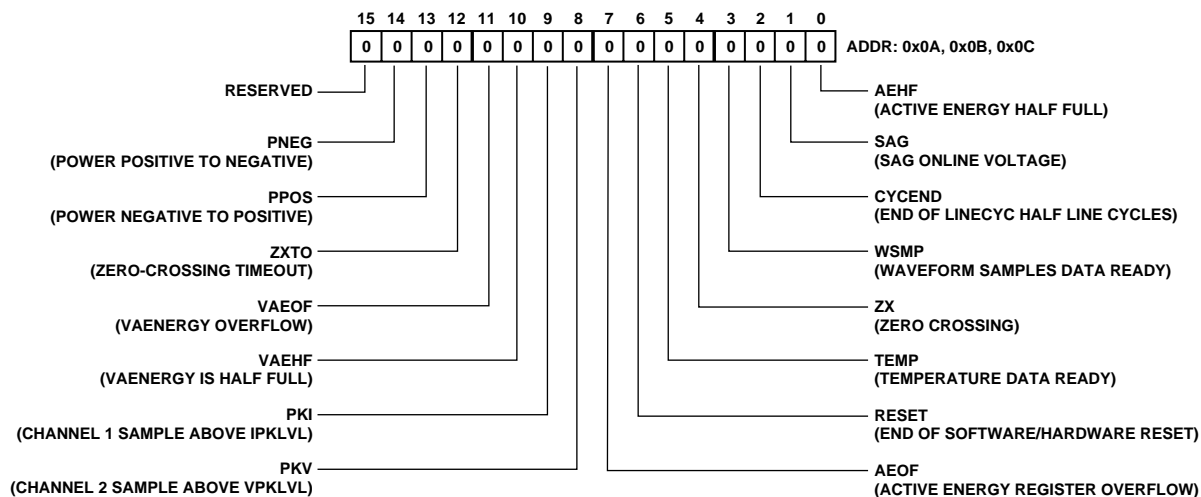 15 14 13 12 11 10 9 8 7 6 5 4 3 2 1 0
0 0 0 0 0 0 0 0 0 0 0 0 0 0 0 0 ADDR: 0x0A, 0x0B, 0x0C
RESERVED
PNEG
(POWER POSITIVE TO NEGATIVE)
PPOS
(POWER NEGATIVE TO POSITIVE)
ZXTO
(ZERO-CROSSING TIMEOUT)
VAEOF
(VAENERGY OVERFLOW)
VAEHF
(VAENERGY IS HALF FULL)
PKI
(CHANNEL 1 SAMPLE ABOVE IPKLVL)
PKV
(CHANNEL 2 SAMPLE ABOVE VPKLVL)
AEHF
(ACTIVE ENERGY HALF FULL)
SAG
(SAG ONLINE VOLTAGE)
CYCEND
(END OF LINECYC HALF LINE CYCLES)
WSMP
(WAVEFORM SAMPLES DATA READY)
ZX
(ZERO CROSSING)
TEMP
(TEMPERATURE DATA READY)
RESET
(END OF SOFTWARE/HARDWARE RESET)
AEOF
(ACTIVE ENERGY REGISTER OVERFLOW)